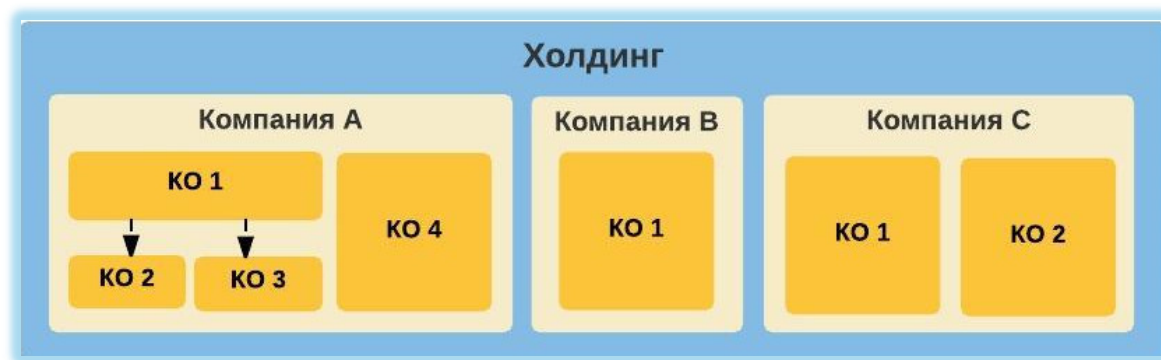 Холдинг
Компания А
КО 1
КО 2
КО 3
КО 4
Компания В
КО 1
Компания С
КО 1
КО 2